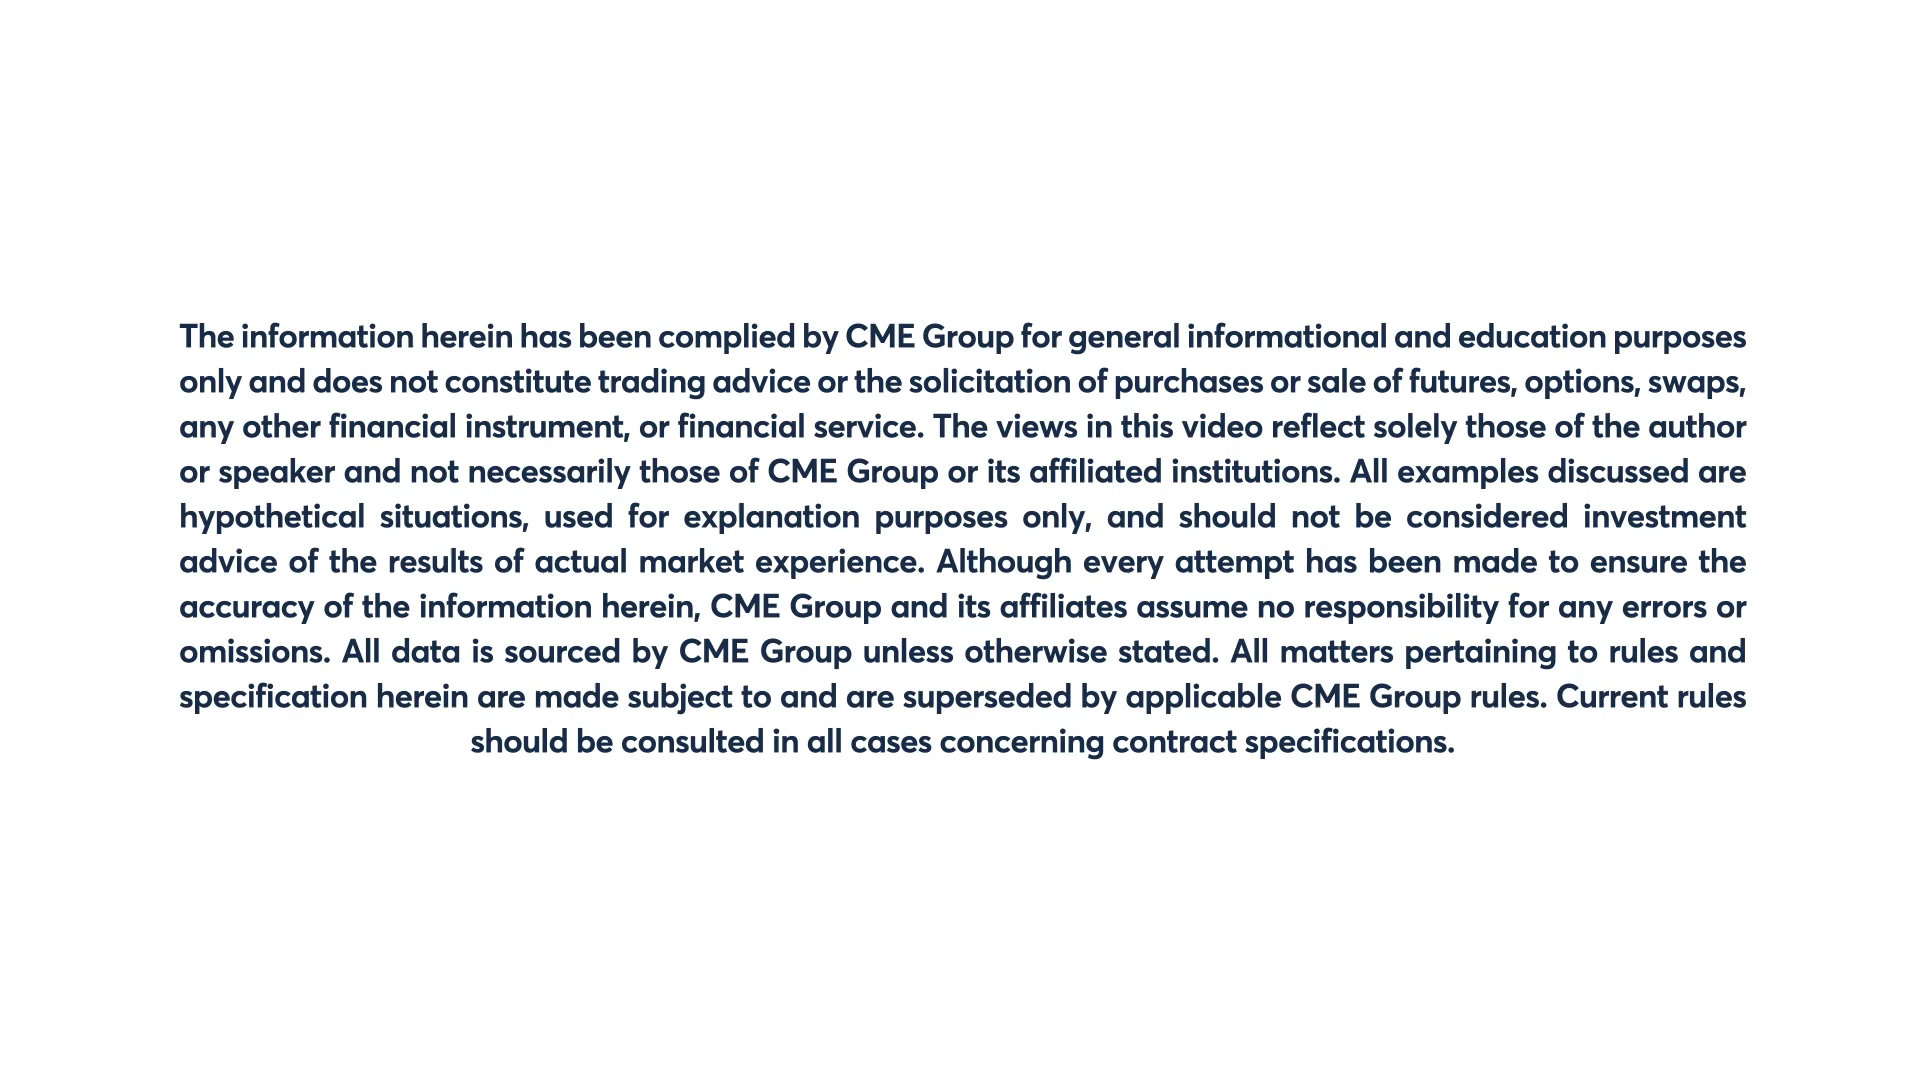 The information herein has been complied by CME Group for general informational and education purposes
only and does not constitute trading advice or the solicitation of purchases or sale of futures, options, swaps,
any other financial instrument, or financial service. The views in this video reflect solely those of the author
or speaker and not necessarily those of CME Group or its affiliated institutions. All examples discussed are
hypothetical situations, used for explanation purposes only, and should not be considered investment
advice of the results of actual market experience. Although every attempt has been made to ensure the
accuracy of the information herein, CME Group and its affiliates assume no responsibility for any errors or
omissions. All data is sourced by CME Group unless otherwise stated. All matters pertaining to rules and
specification herein are made subject to and are superseded by applicable CME Group rules. Current rules
should be consulted in all cases concerning contract specifications.